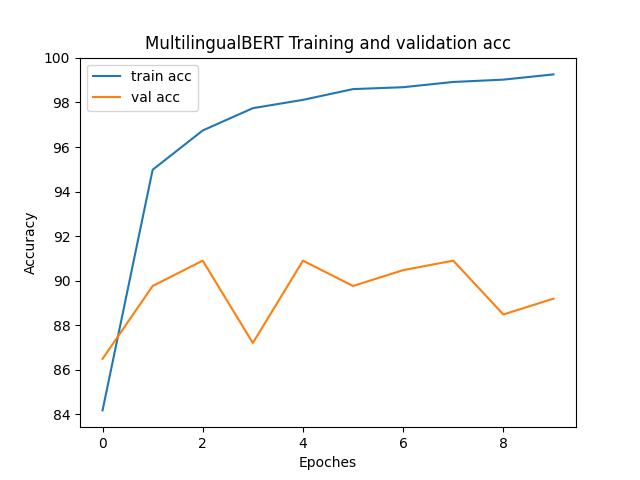 MultilingualBERT Training and validation acc
train acc
val acc
Accuracy
100
98
96
94
92
90
88
86
84
0 2 4 6 8
Epoches